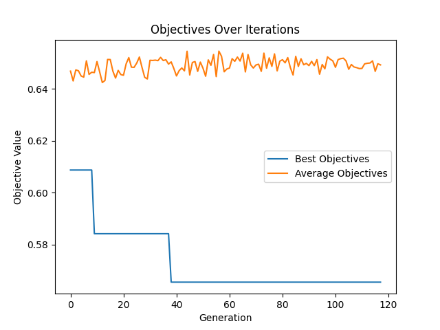 Objectives Over Iterations
Objective Value
0.64
0.62
0.60
0.58
Best Objectives
Average Objectives
0 20 40 60 80 100 120
Generation